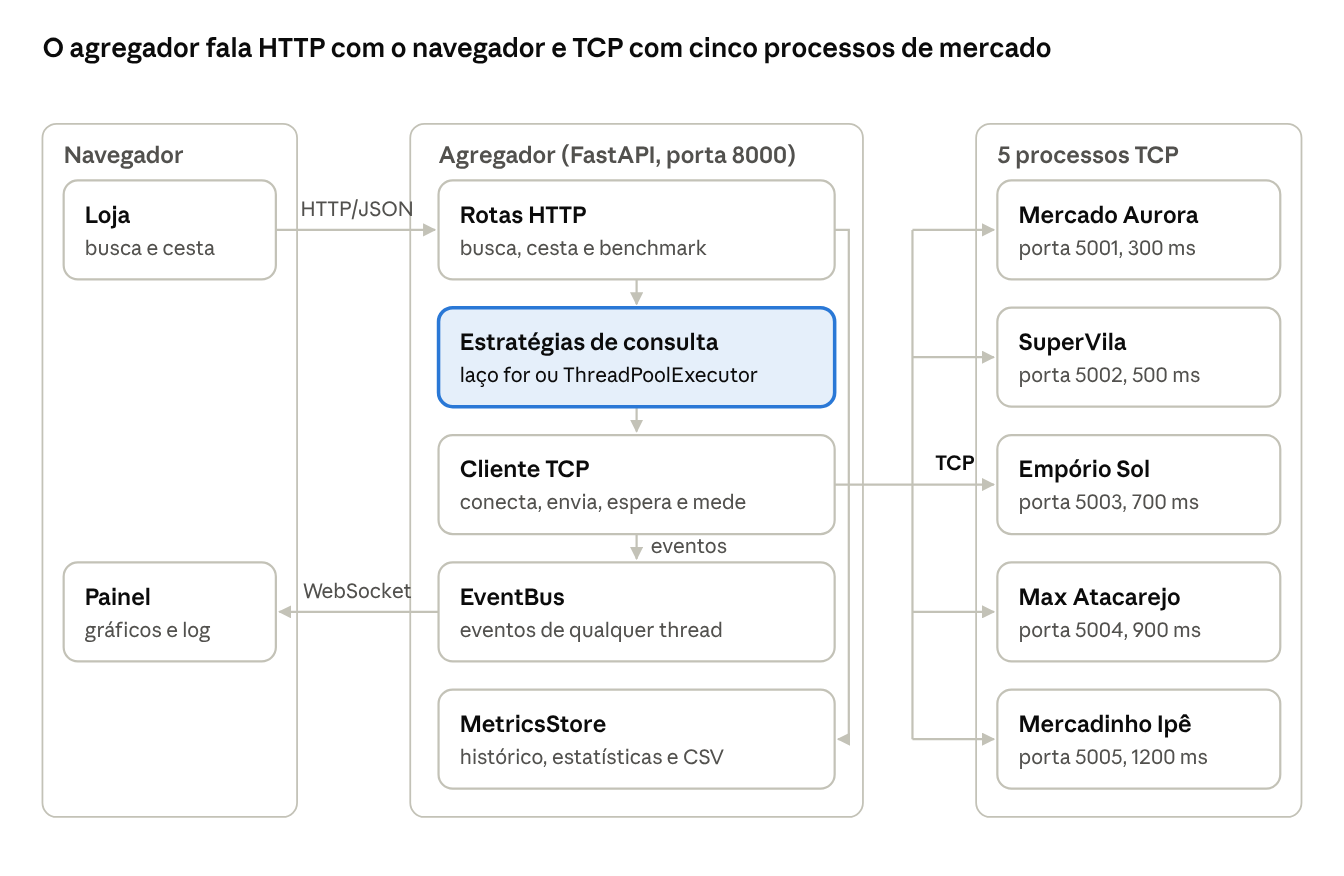 O agregador fala HTTP com o navegador e TCP com cinco processos de mercado
Navegador
Loja
busca e cesta
HTTP/JSON
Painel
gráficos e log
WebSocket
Agregador (FastAPI, porta 8000)
Rotas HTTP
busca, cesta e benchmark
Estratégias de consulta
laço for ou ThreadPoolExecutor
Cliente TCP
conecta, envia, espera e mede
eventos
EventBus
eventos de qualquer thread
MetricsStore
histórico, estatísticas e CSV
TCP
5 processos TCP
Mercado Aurora
porta 5001, 300 ms
SuperVila
porta 5002, 500 ms
Empório Sol
porta 5003, 700 ms
Max Atacarejo
porta 5004, 900 ms
Mercadinho Ipê
porta 5005, 1200 ms